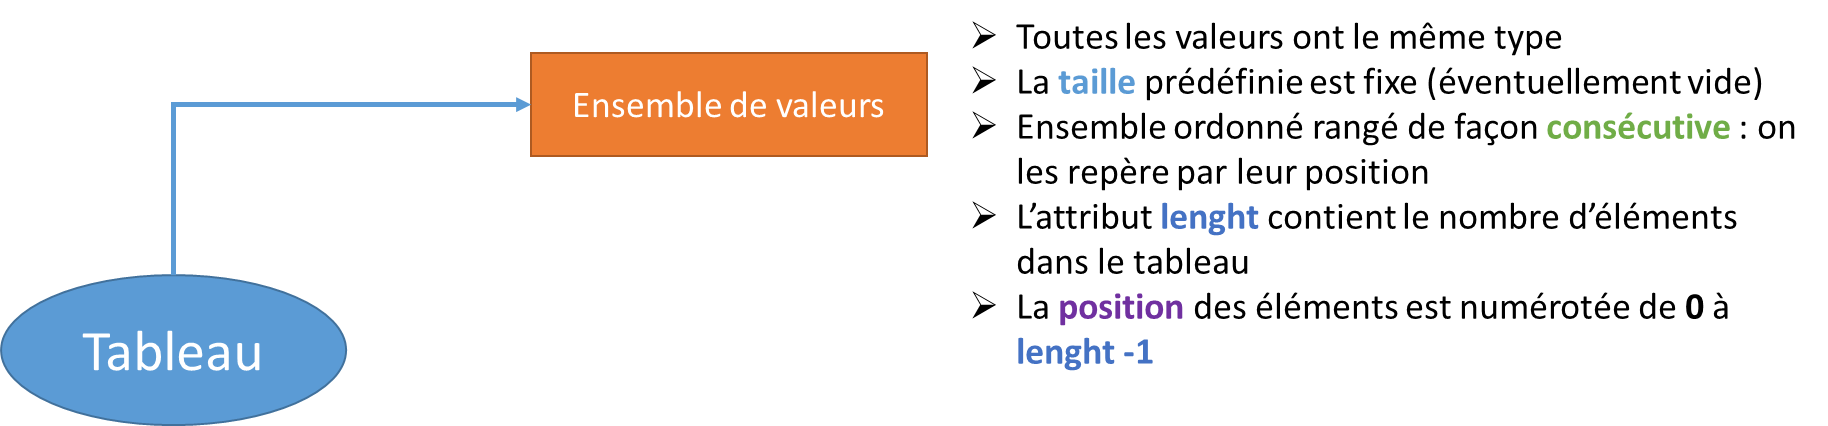 Ensemble de valeurs
Tableau
➢ Toutes les valeurs ont le même type
➢ La taille prédéfinie est fixe (éventuellement vide)
➢ Ensemble ordonné rangé de façon consécutive : on
les repère par leur position
➢ L’attribut lenght contient le nombre d’éléments
dans le tableau
➢ La position des éléments est numérotée de 0 à
lenght -1